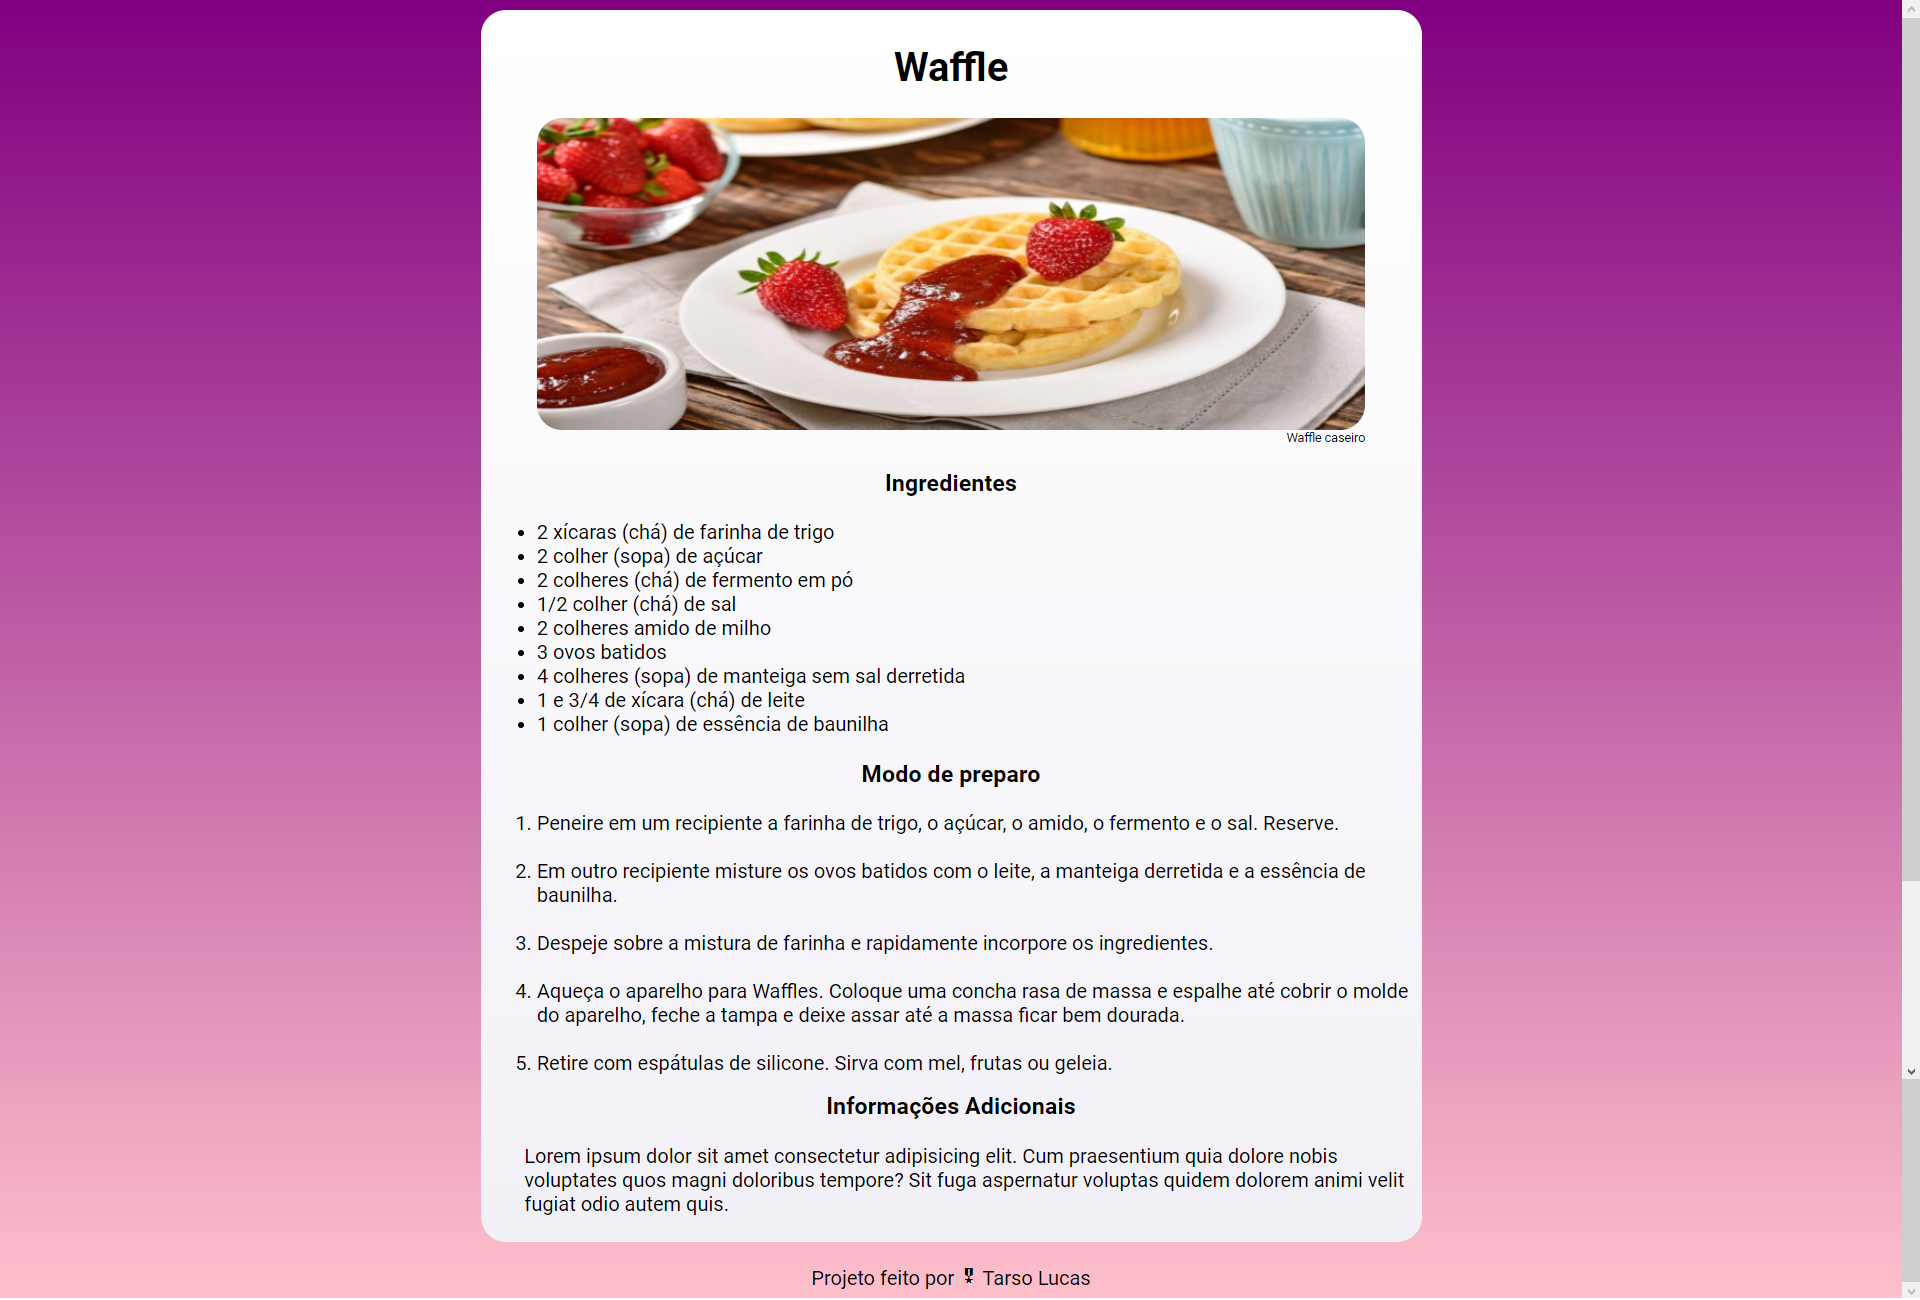 Waffle
Waffle caseiro
Ingredientes
• 2 xícaras (chá) de farinha de trigo
• 2 colher (sopa) de açúcar
• 2 colheres (chá) de fermento em pó
• 1/2 colher (chá) de sal
• 2 colheres amido de milho
• 3 ovos batidos
• 4 colheres (sopa) de manteiga sem sal derretida
• 1 e 3/4 de xícara (chá) de leite
• 1 colher (sopa) de essência de baunilha
Modo de preparo
1. Peneire em um recipiente a farinha de trigo, o açúcar, o amido, o fermento e o sal. Reserve.
2. Em outro recipiente misture os ovos batidos com o leite, a manteiga derretida e a essência de
baunilha.
3. Despeje sobre a mistura de farinha e rapidamente incorpore os ingredientes.
4. Aqueça o aparelho para Waffles. Coloque uma concha rasa de massa e espalhe até cobrir o molde
do aparelho, feche a tampa e deixe assar até a massa ficar bem dourada.
5. Retire com espátulas de silicone. Sirva com mel, frutas ou geleia.
Informações Adicionais
Lorem ipsum dolor sit amet consectetur adipisicing elit. Cum praesentium quia dolore nobis
voluptates quos magni doloribus tempore? Sit fuga aspernatur voluptas quidem dolorem animi velit
fugiat odio autem quis.
Projeto feito por Tarso Lucas